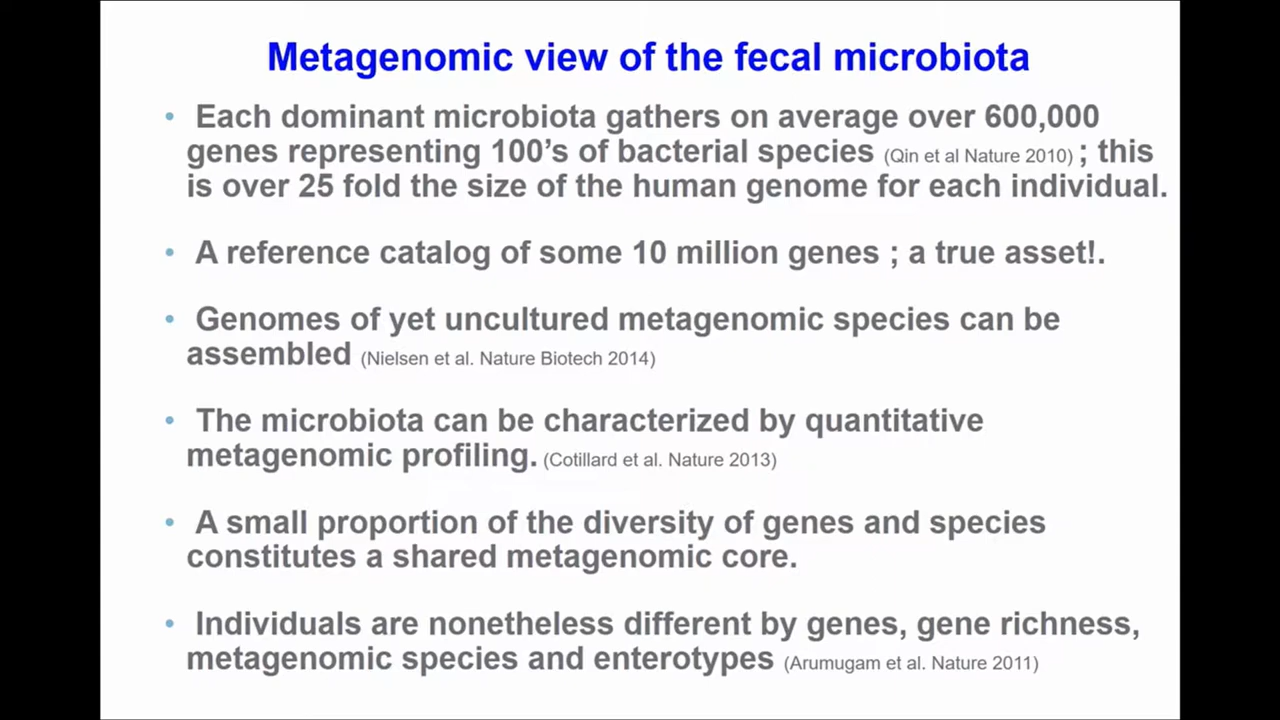 Metagenomic view of the fecal microbiota
• Each dominant microbiota gathers on average over 600,000
genes representing 100’s of bacterial species (Qin et al Nature 2010) ; this
is over 25 fold the size of the human genome for each individual.
• A reference catalog of some 10 million genes ; a true asset!.
• Genomes of yet uncultured metagenomic species can be
assembled (Nielsen et al. Nature Biotech 2014)
• The microbiota can be characterized by quantitative
metagenomic profiling. (Cotillard et al. Nature 2013)
• A small proportion of the diversity of genes and species
constitutes a shared metagenomic core.
• Individuals are nonetheless different by genes, gene richness,
metagenomic species and enterotypes (Arumugam et al. Nature 2011)